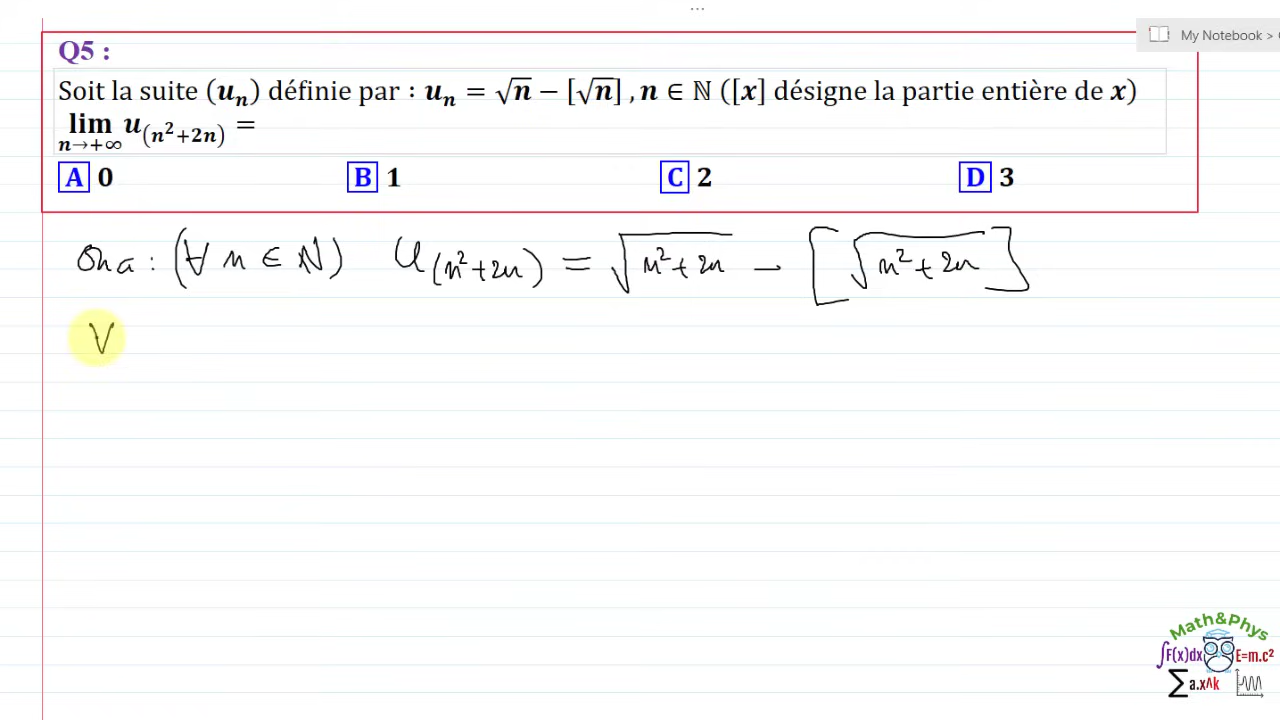 ...
My Notebook >
Q5 :
Soit la suite (uₙ) définie par : uₙ = √n − [√n] , n ∈ ℕ ([x] désigne la partie entière de x)
lim n→+∞ u(n²+2n) =
A 0 B 1 C 2 D 3
On a : (∀ n ∈ ℕ) U(n²+2n) = √(n²+2n) − [√(n²+2n)]
Math&Phys
∫F(x)dx E=m.c²
∑ a.x^k